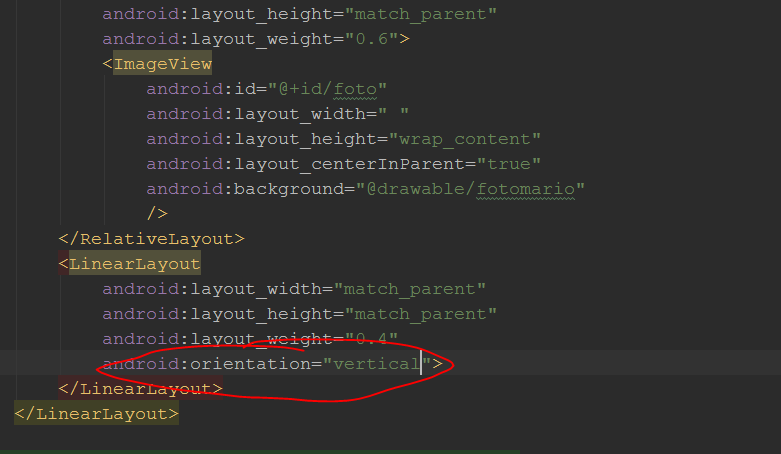 android:layout_height="match_parent"
android:layout_weight="0.6">
<ImageView
android:id="@+id/foto"
android:layout_width=" "
android:layout_height="wrap_content"
android:layout_centerInParent="true"
android:background="@drawable/fotomario"
/>
</RelativeLayout>
<LinearLayout
android:layout_width="match_parent"
android:layout_height="match_parent"
android:layout_weight="0.4"
android:orientation="vertical">
</LinearLayout>
</LinearLayout>